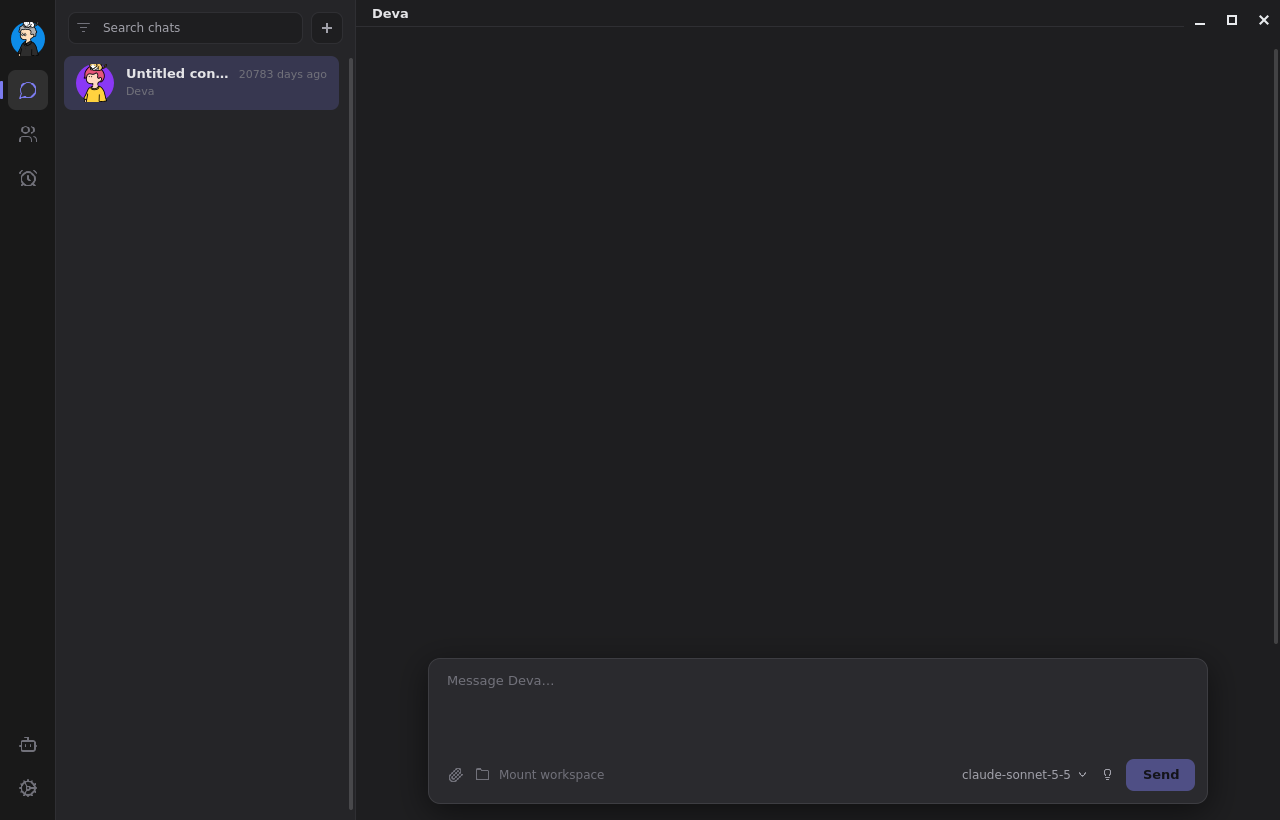 Search chats
Deva
Untitled con... 20783 days ago
Deva
Message Deva...
Mount workspace
claude-sonnet-5-5
Send